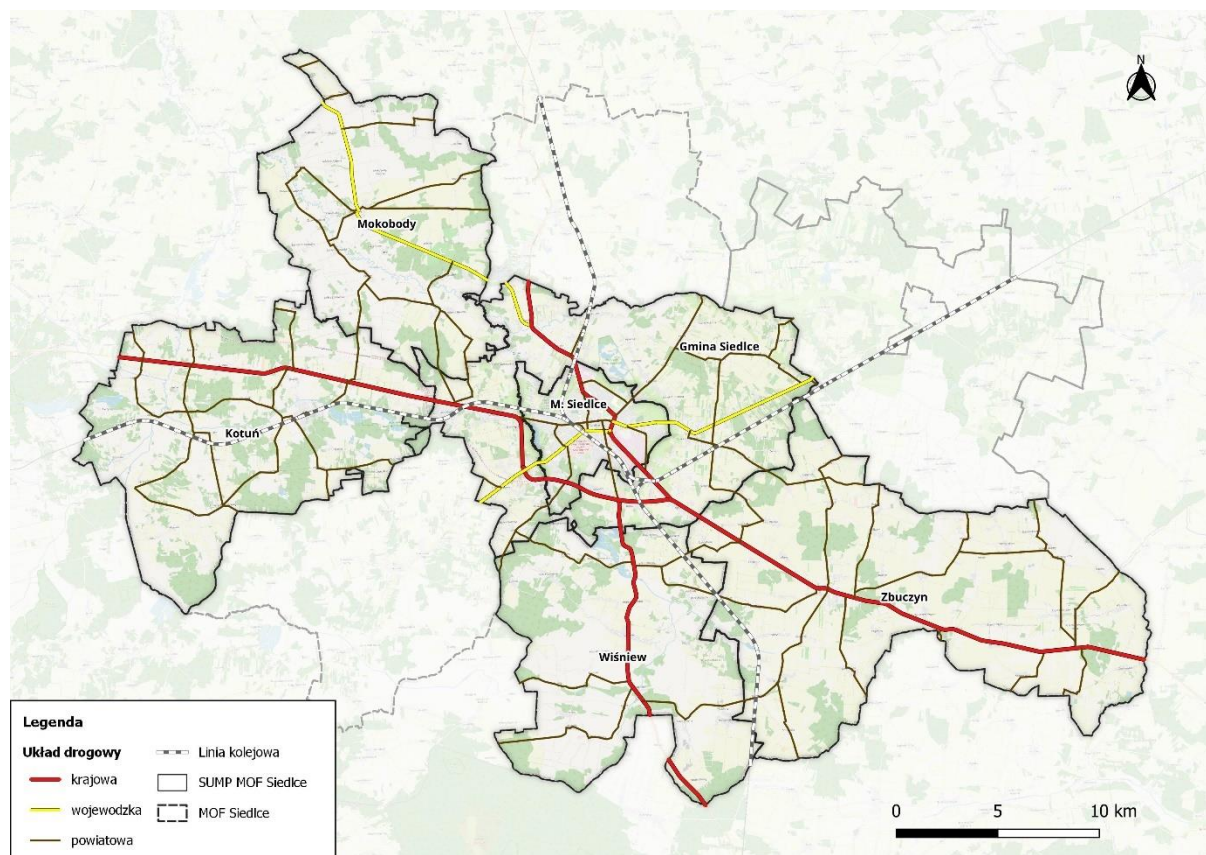 N
Mokobody
Gmina Siedlce
M. Siedlce
Kotuń
Zbuczyn
Wiśniew
Legenda
Układ drogowy
krajowa
wojewodzka
powiatowa
Linia kolejowa
SUMP MOF Siedlce
MOF Siedlce
0 5 10 km